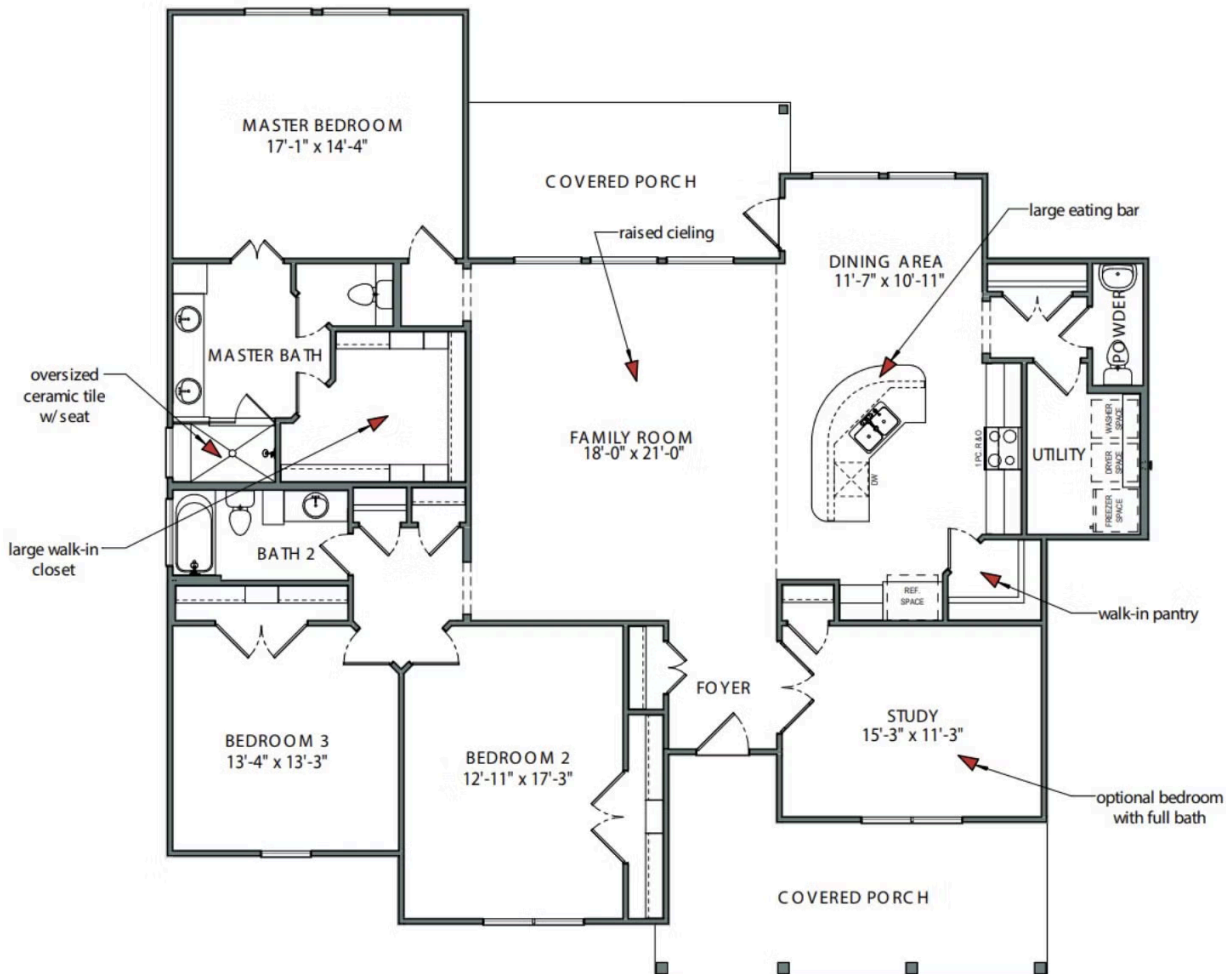 MASTER BEDROOM
17'-1" x 14'-4"
COVERED PORCH
raised cieling
large eating bar
DINING AREA
11'-7" x 10'-11"
POWDER
MASTER BATH
oversized
ceramic tile
w/ seat
FAMILY ROOM
18'-0" x 21'-0"
DW
1 PC R&O
UTILITY
WASHER
SPACE
DRYER
SPACE
FREEZER
SPACE
large walk-in
closet
BATH 2
REF.
SPACE
walk-in pantry
FOYER
STUDY
15'-3" x 11'-3"
BEDROOM 3
13'-4" x 13'-3"
BEDROOM 2
12'-11" x 17'-3"
optional bedroom
with full bath
COVERED PORCH